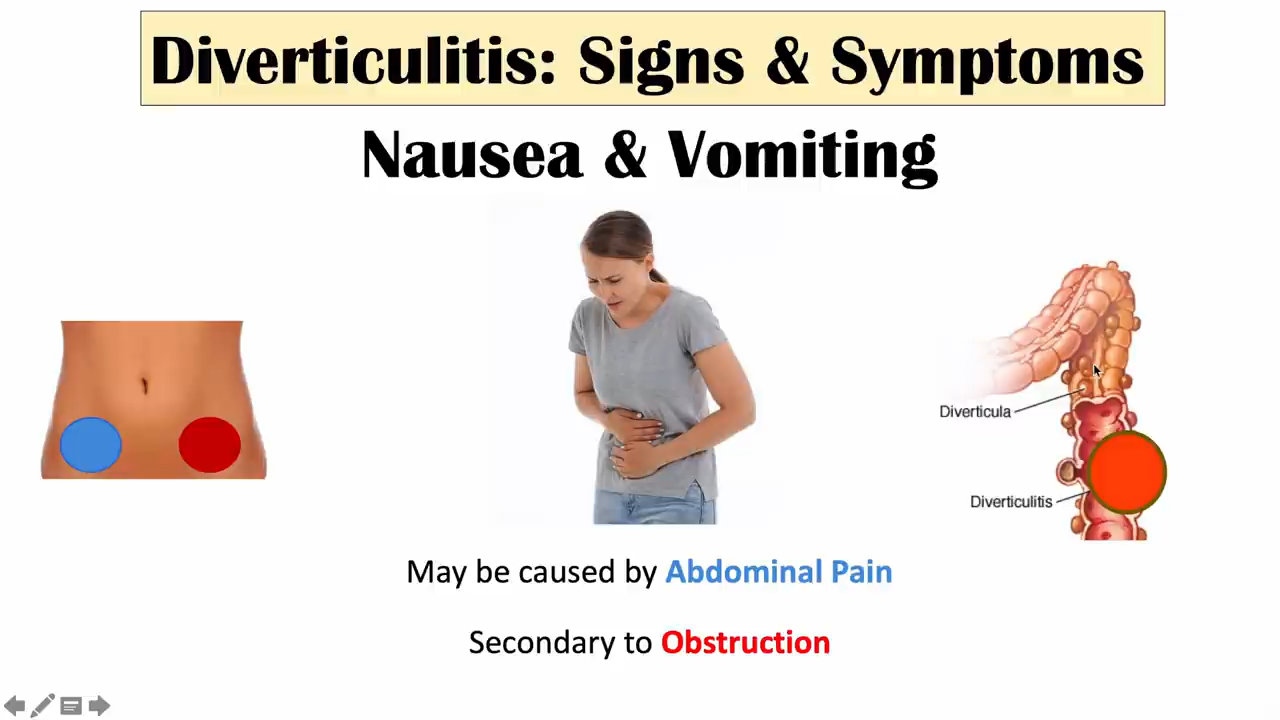 Diverticulitis: Signs & Symptoms
Nausea & Vomiting
Diverticula
Diverticulitis
May be caused by Abdominal Pain
Secondary to Obstruction